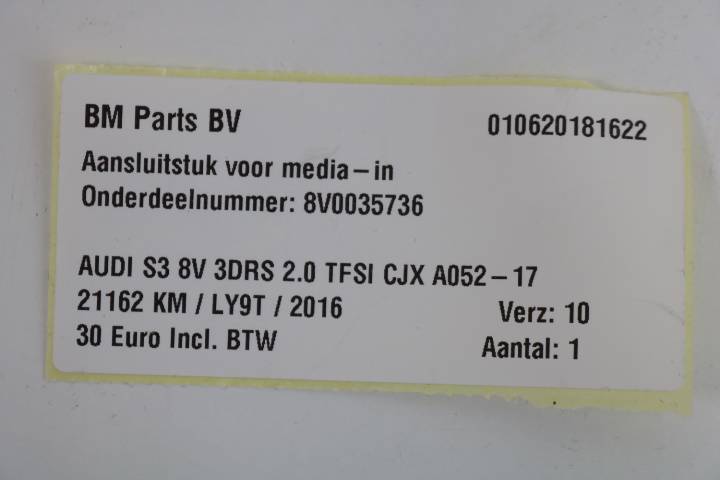 BM Parts BV 010620181622
Aansluitstuk voor media-in
Onderdeelnummer: 8V0035736
AUDI S3 8V 3DRS 2.0 TFSI CJX A052-17
21162 KM / LY9T / 2016 Verz: 10
30 Euro Incl. BTW Aantal: 1